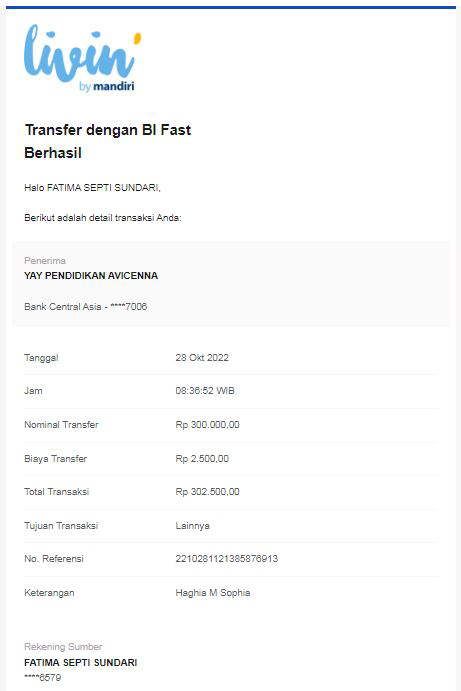 livin'
by mandiri
Transfer dengan BI Fast
Berhasil
Halo FATIMA SEPTI SUNDARI,
Berikut adalah detail transaksi Anda:
Penerima
YAY PENDIDIKAN AVICENNA
Bank Central Asia - ****7006
Tanggal 28 Okt 2022
Jam 08:36:52 WIB
Nominal Transfer Rp 300.000,00
Biaya Transfer Rp 2.500,00
Total Transaksi Rp 302.500,00
Tujuan Transaksi Lainnya
No. Referensi 2210281121385876913
Keterangan Haghia M Sophia
Rekening Sumber
FATIMA SEPTI SUNDARI
****6579